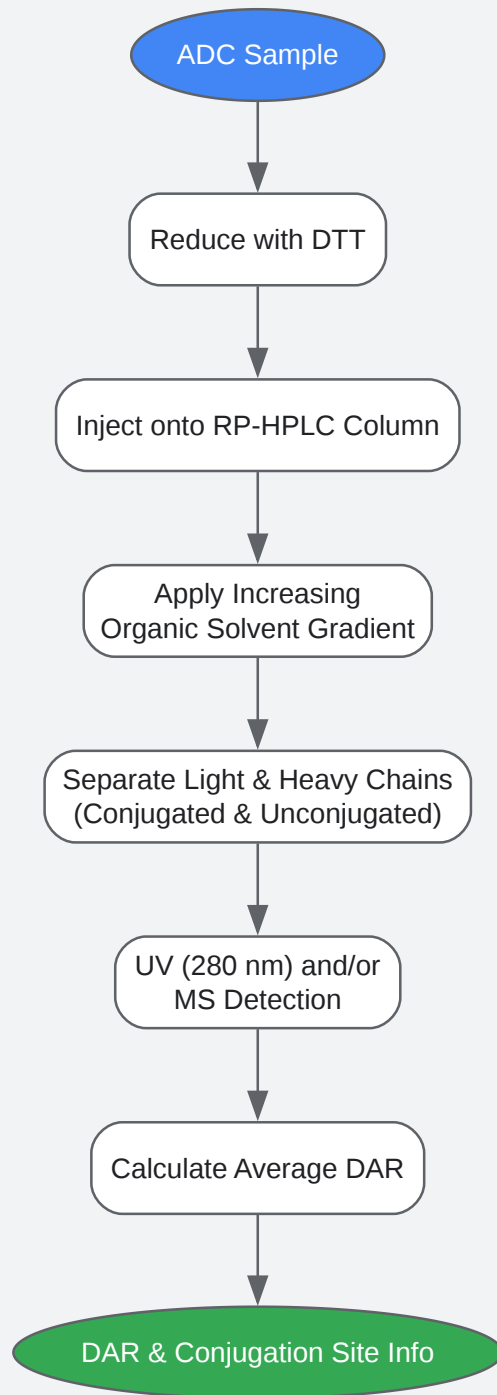 ADC Sample
Reduce with DTT
Inject onto RP-HPLC Column
Apply Increasing
Organic Solvent Gradient
Separate Light & Heavy Chains
(Conjugated & Unconjugated)
UV (280 nm) and/or
MS Detection
Calculate Average DAR
DAR & Conjugation Site Info